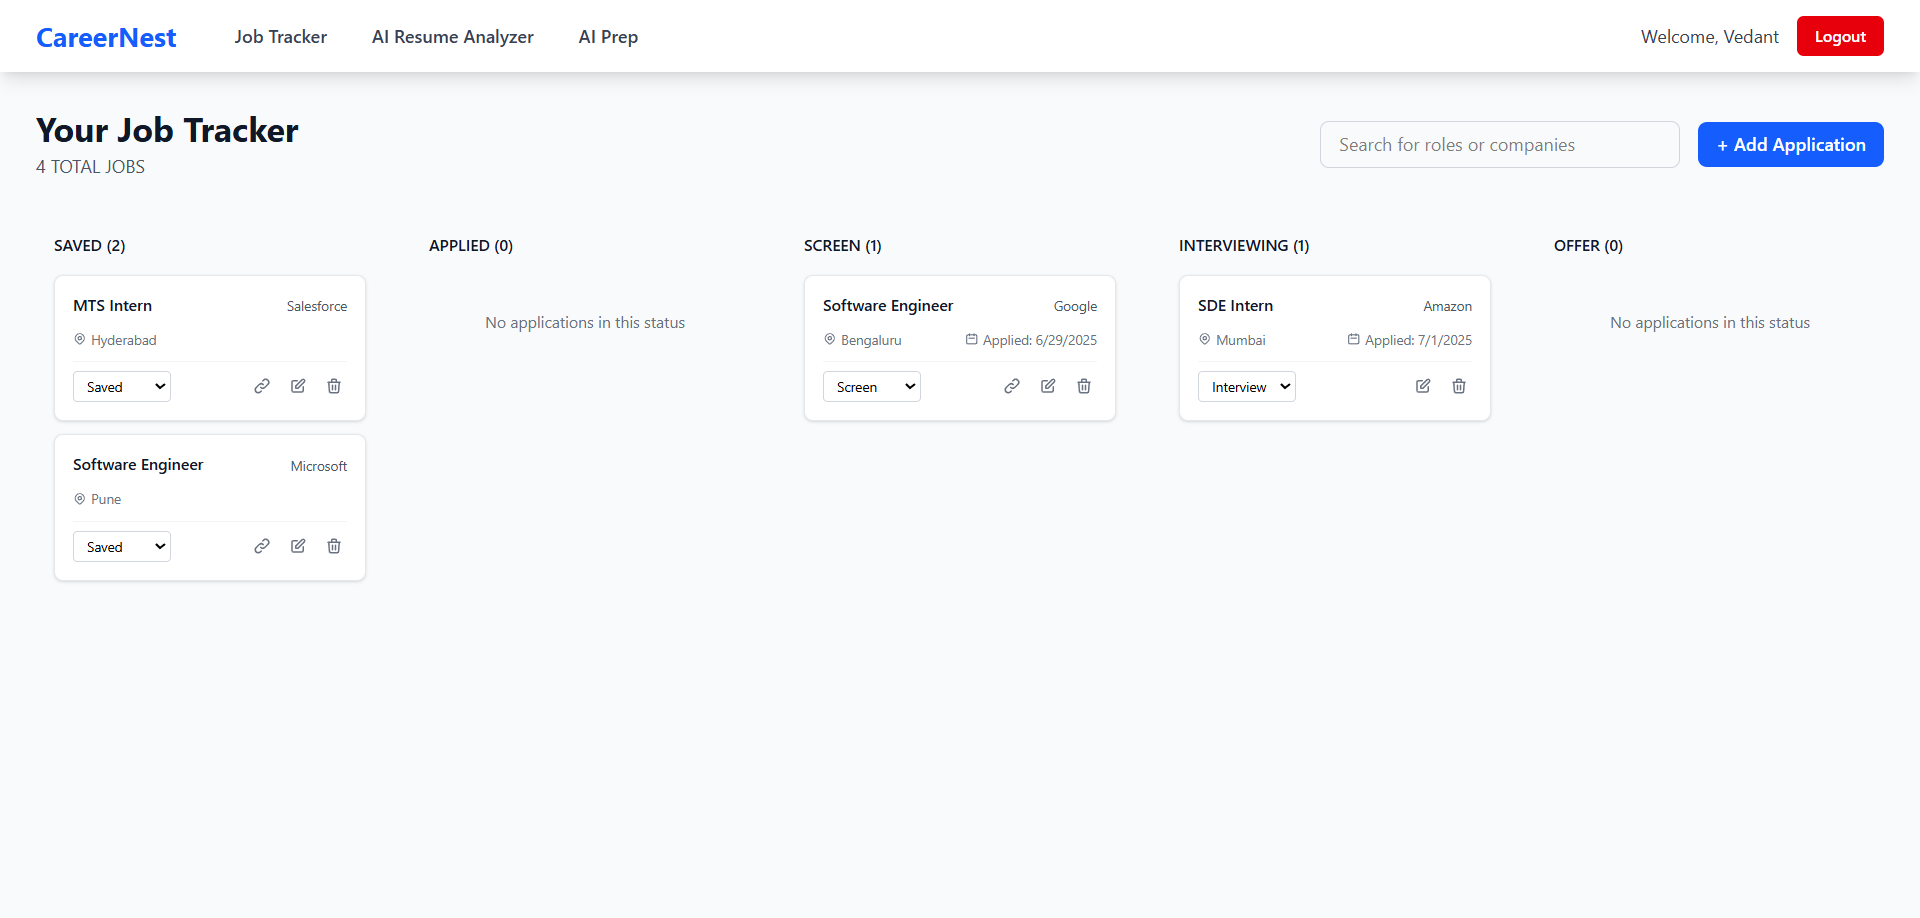 CareerNest
Job Tracker
AI Resume Analyzer
AI Prep
Welcome, Vedant
Logout
Your Job Tracker
4 TOTAL JOBS
Search for roles or companies
+ Add Application
SAVED (2)
MTS Intern
Salesforce
Hyderabad
Saved
Software Engineer
Microsoft
Pune
Saved
APPLIED (0)
No applications in this status
SCREEN (1)
Software Engineer
Google
Bengaluru
Applied: 6/29/2025
Screen
INTERVIEWING (1)
SDE Intern
Amazon
Mumbai
Applied: 7/1/2025
Interview
OFFER (0)
No applications in this status